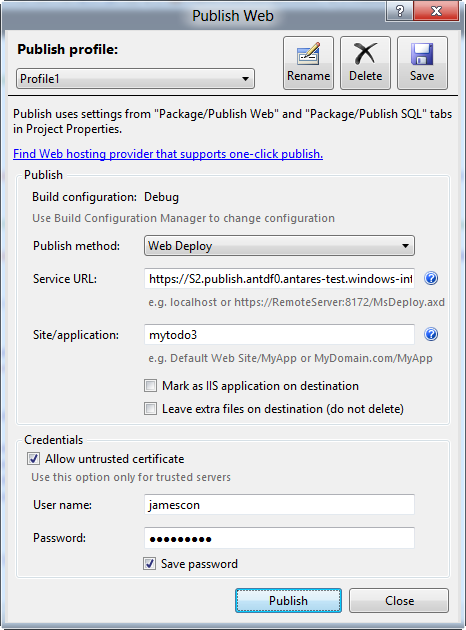 Publish Web
?
Publish profile:
Profile1
Rename
Delete
Save
Publish uses settings from "Package/Publish Web" and "Package/Publish SQL" tabs
in Project Properties.
Find Web hosting provider that supports one-click publish.
Publish
Build configuration: Debug
Use Build Configuration Manager to change configuration
Publish method: Web Deploy
Service URL: https://S2.publish.antdf0.antares-test.windows-int ?
e.g. localhost or https://RemoteServer:8172/MsDeploy.axd
Site/application: mytodo3 ?
e.g. Default Web Site/MyApp or MyDomain.com/MyApp
Mark as IIS application on destination
Leave extra files on destination (do not delete)
Credentials
Allow untrusted certificate
Use this option only for trusted servers
User name: jamescon
Password: ●●●●●●●●●
Save password
Publish
Close